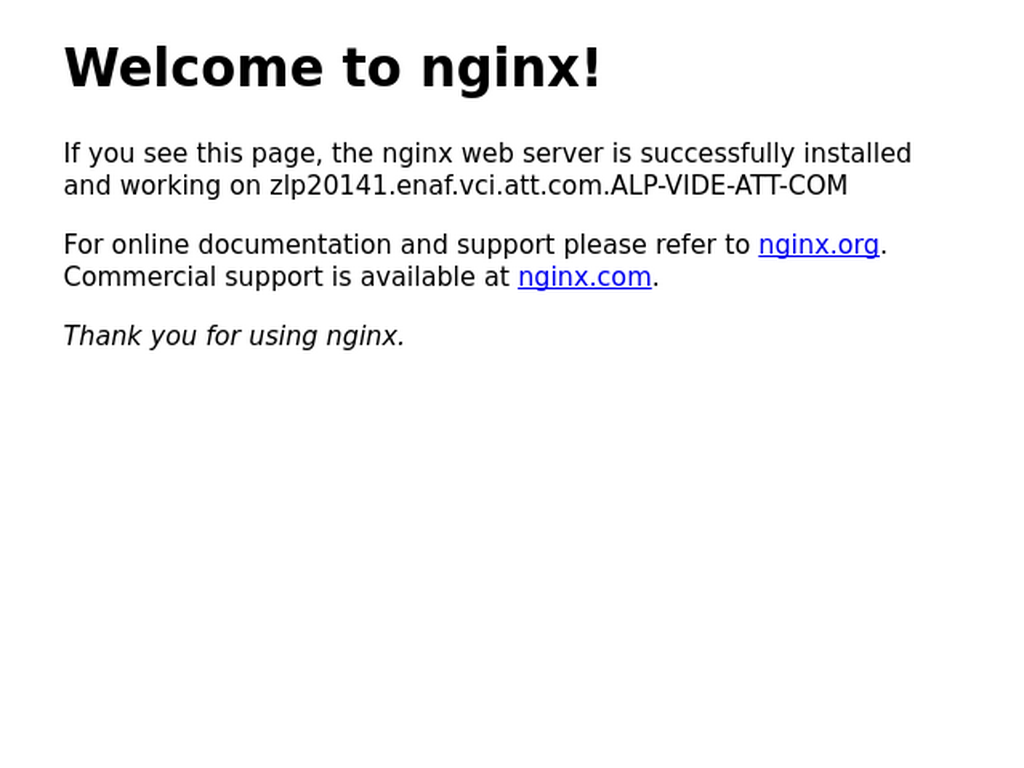 Welcome to nginx!
If you see this page, the nginx web server is successfully installed
and working on zlp20141.enaf.vci.att.com.ALP-VIDE-ATT-COM
For online documentation and support please refer to nginx.org.
Commercial support is available at nginx.com.
Thank you for using nginx.